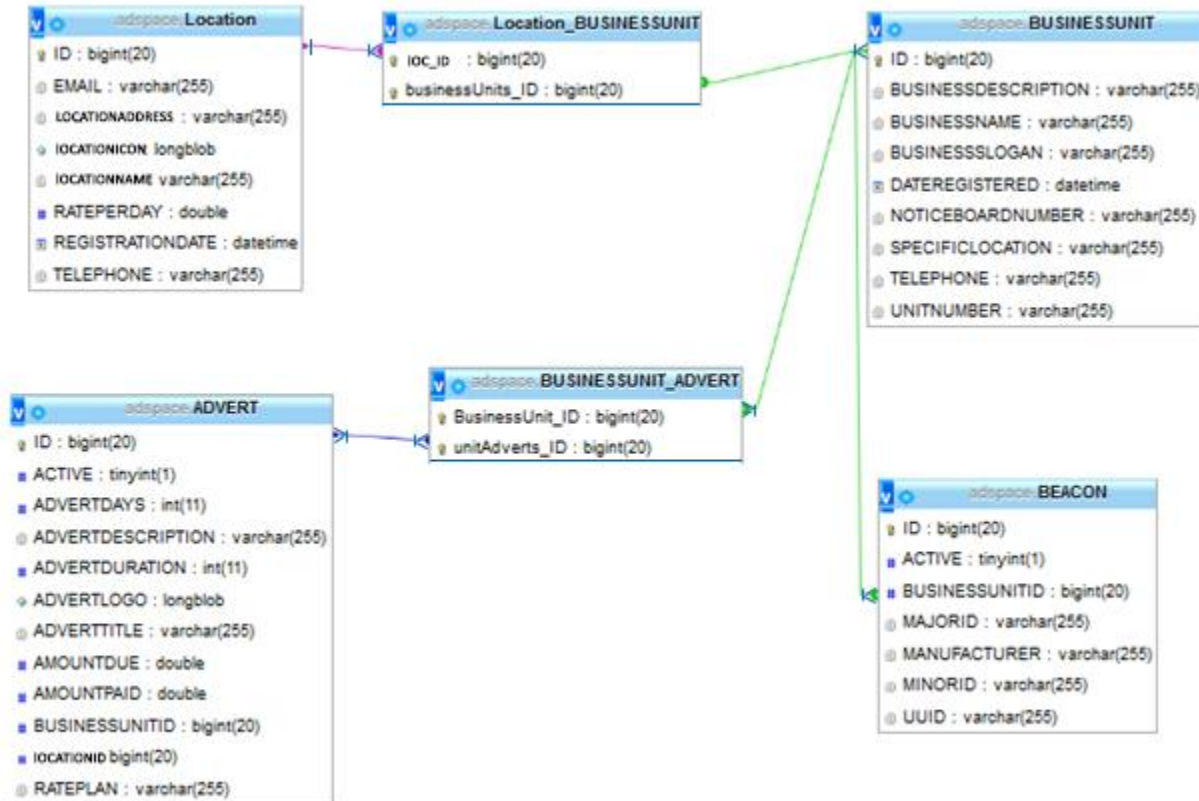 adspace.Location
ID : bigint(20)
EMAIL : varchar(255)
LOCATIONADDRESS : varchar(255)
lOCATIONICON: longblob
lOCATIONNAME varchar(255)
RATEPERDAY : double
REGISTRATIONDATE : datetime
TELEPHONE : varchar(255)
adspace.Location_BUSINESSUNIT
lOC_ID : bigint(20)
businessUnits_ID : bigint(20)
adspace.BUSINESSUNIT
ID : bigint(20)
BUSINESSDESCRIPTION : varchar(255)
BUSINESSNAME : varchar(255)
BUSINESSSLOGAN : varchar(255)
DATEREGISTERED : datetime
NOTICEBOARDNUMBER : varchar(255)
SPECIFICLOCATION : varchar(255)
TELEPHONE : varchar(255)
UNITNUMBER : varchar(255)
adspace.ADVERT
ID : bigint(20)
ACTIVE : tinyint(1)
ADVERTDAYS : int(11)
ADVERTDESCRIPTION : varchar(255)
ADVERTDURATION : int(11)
ADVERTLOGO : longblob
ADVERTTITLE : varchar(255)
AMOUNTDUE : double
AMOUNTPAID : double
BUSINESSUNITID : bigint(20)
lOCATIONID bigint(20)
RATEPLAN : varchar(255)
adspace.BUSINESSUNIT_ADVERT
BusinessUnit_ID : bigint(20)
unitAdverts_ID : bigint(20)
adspace.BEACON
ID : bigint(20)
ACTIVE : tinyint(1)
BUSINESSUNITID : bigint(20)
MAJORID : varchar(255)
MANUFACTURER : varchar(255)
MINORID : varchar(255)
UUID : varchar(255)